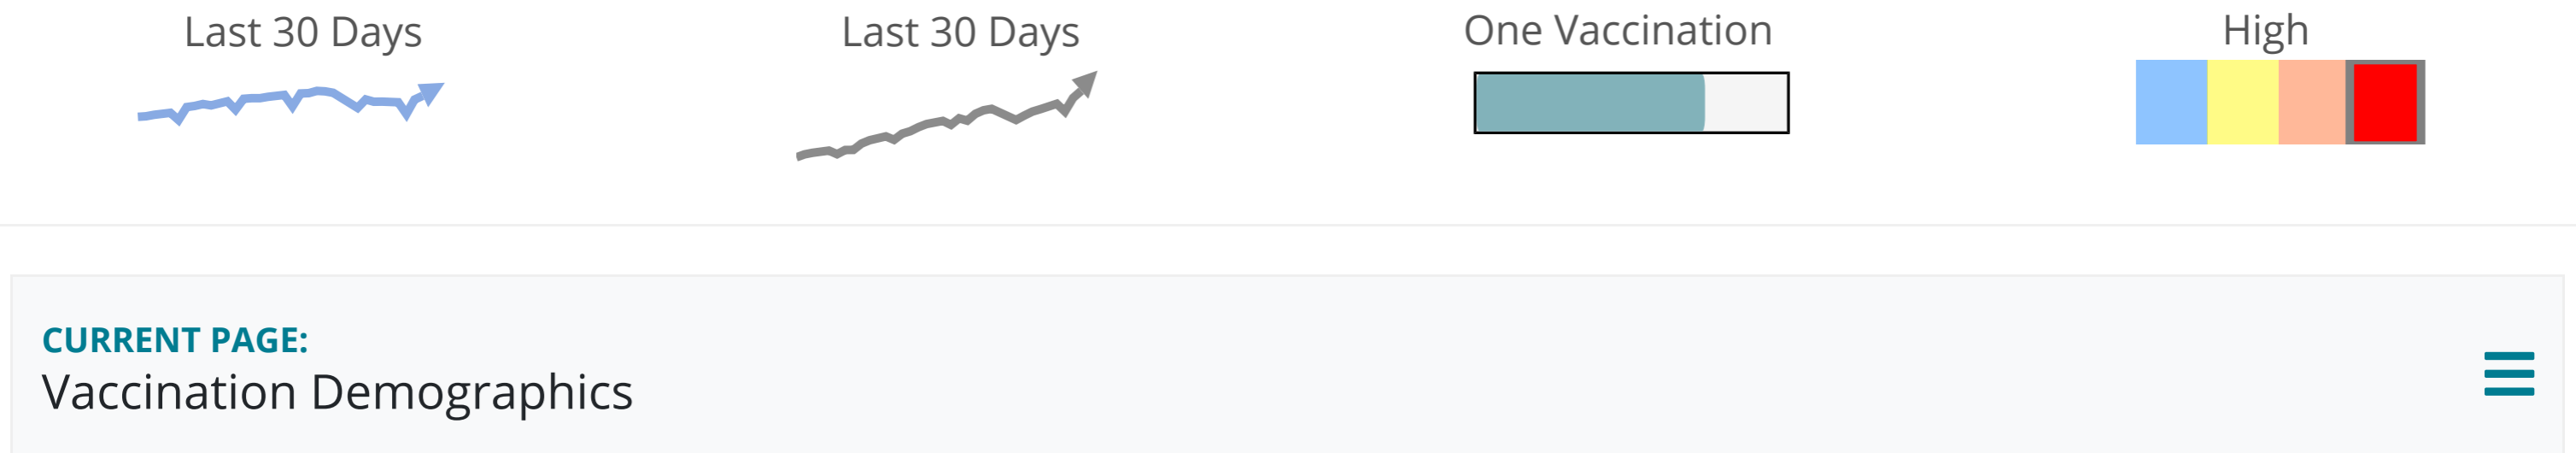 Last 30 Days
Last 30 Days
One Vaccination
High
CURRENT PAGE:
Vaccination Demographics